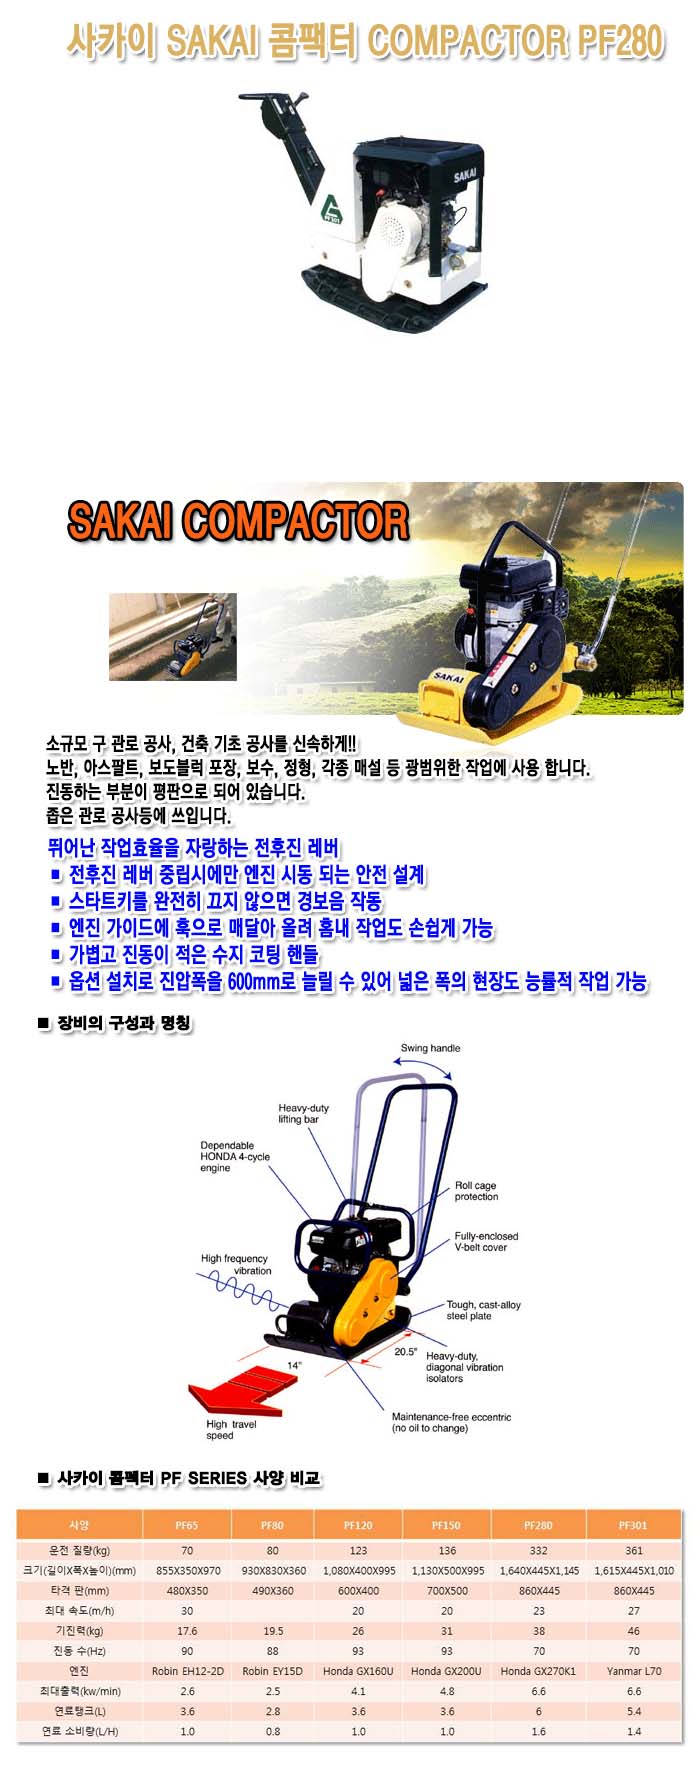 사카이 SAKAI 콤팩터 COMPACTOR PF280
SAKAI
PF301
SAKAI COMPACTOR
SAKAI
소규모 구 관로 공사, 건축 기초 공사를 신속하게!!
노반, 아스팔트, 보도블럭 포장, 보수, 정형, 각종 매설 등 광범위한 작업에 사용 합니다.
진동하는 부분이 평판으로 되어 있습니다.
좁은 관로 공사등에 쓰입니다.
뛰어난 작업효율을 자랑하는 전후진 레버
■ 전후진 레버 중립시에만 엔진 시동 되는 안전 설계
■ 스타트키를 완전히 끄지 않으면 경보음 작동
■ 엔진 가이드에 훅으로 매달아 올려 홈내 작업도 손쉽게 가능
■ 가볍고 진동이 적은 수지 코팅 핸들
■ 옵션 설치로 진압폭을 600mm로 늘릴 수 있어 넓은 폭의 현장도 능률적 작업 가능
■ 장비의 구성과 명칭
Swing handle
Heavy-duty
lifting bar
Dependable
HONDA 4-cycle
engine
Roll cage
protection
Fully-enclosed
V-belt cover
High frequency
vibration
Tough, cast-alloy
steel plate
20.5"
14"
Heavy-duty,
diagonal vibration
isolators
High travel
speed
Maintenance-free eccentric
(no oil to change)
■ 사카이 콤펙터 PF SERIES 사양 비교
사양 PF65 PF80 PF120 PF150 PF280 PF301
운전 질량(kg) 70 80 123 136 332 361
크기(길이X폭X높이)(mm) 855X350X970 930X830X360 1,080X400X995 1,130X500X995 1,640X445X1,145 1,615X445X1,010
타격 판(mm) 480X350 490X360 600X400 700X500 860X445 860X445
최대 속도(m/h) 30 20 20 23 27
기진력(kg) 17.6 19.5 26 31 38 46
진동 수(Hz) 90 88 93 93 70 70
엔진 Robin EH12-2D Robin EY15D Honda GX160U Honda GX200U Honda GX270K1 Yanmar L70
최대출력(kw/min) 2.6 2.5 4.1 4.8 6.6 6.6
연료탱크(L) 3.6 2.8 3.6 3.6 6 5.4
연료 소비량(L/H) 1.0 0.8 1.0 1.0 1.6 1.4